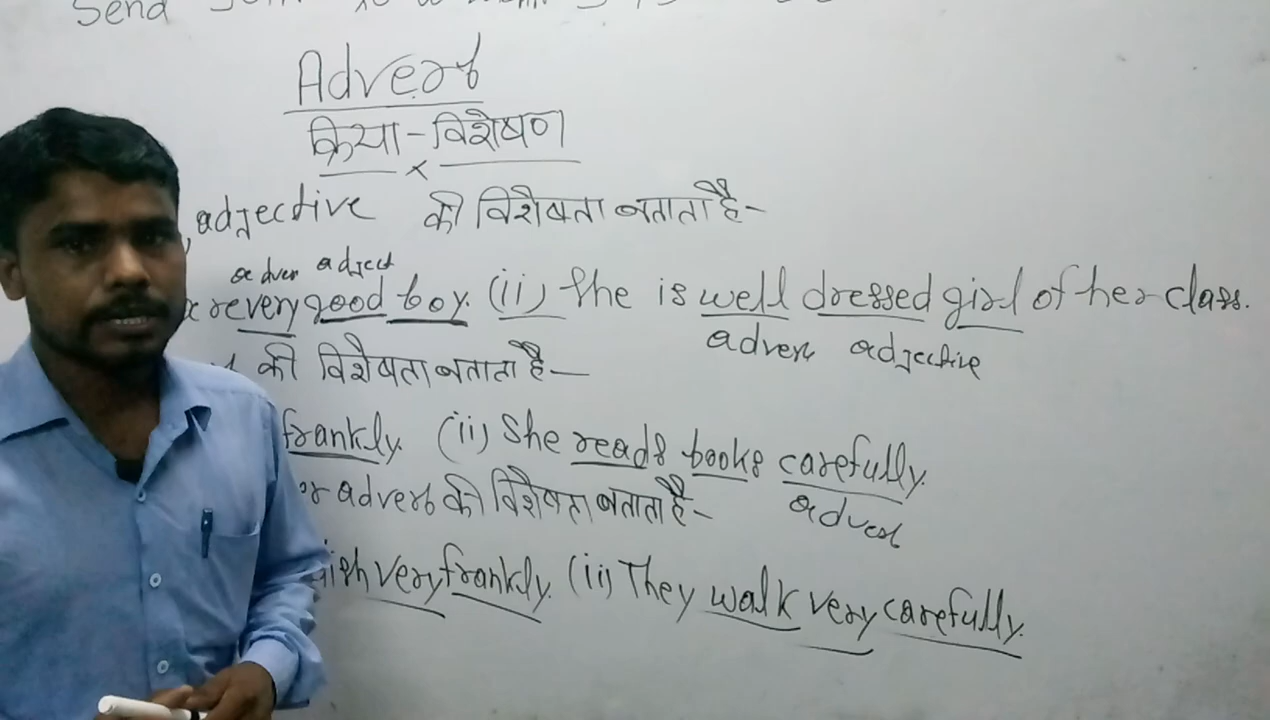 Send
Adverb
क्रिया-विशेषण
×
adjective की विशेषता बताता है-
adver adject
very good boy. (ii) She is well dressed girl of her class.
adverb adjective
की विशेषता बताता है—
frankly. (ii) She reads books carefully.
or adverb की विशेषता बताता है- adverb
very frankly. (ii) They walk very carefully.